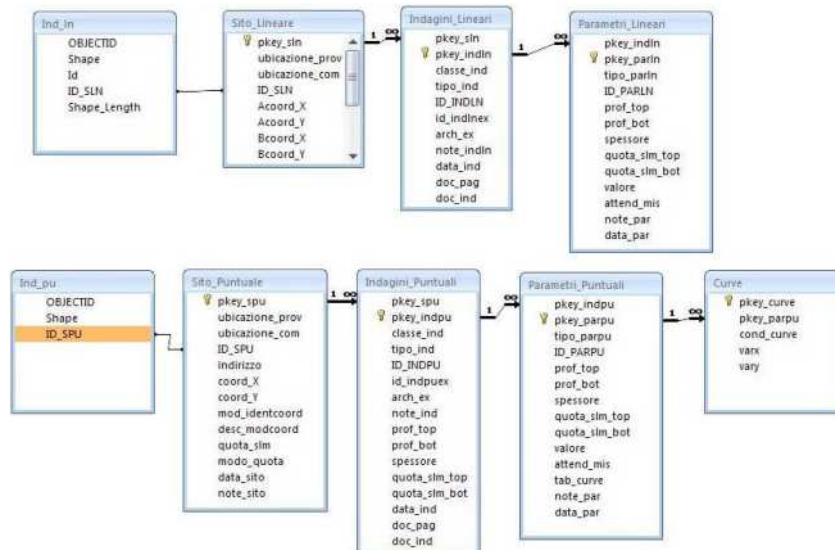 Ind_ln
OBJECTID
Shape
Id
ID_SLN
Shape_Length
Sito_Lineare
pkey_sln
ubicazione_prov
ubicazione_com
ID_SLN
Acoord_X
Acoord_Y
Bcoord_X
Bcoord_Y
1 ∞
Indagini_Lineari
pkey_sln
pkey_indln
classe_ind
tipo_ind
ID_INDLN
id_indlnex
arch_ex
note_indln
data_ind
doc_pag
doc_ind
1 ∞
Parametri_Lineari
pkey_indln
pkey_parln
tipo_parln
ID_PARLN
prof_top
prof_bot
spessore
quota_slm_top
quota_slm_bot
valore
attend_mis
note_par
data_par
Ind_pu
OBJECTID
Shape
ID_SPU
Sito_Puntuale
pkey_spu
ubicazione_prov
ubicazione_com
ID_SPU
indirizzo
coord_X
coord_Y
mod_identcoord
desc_modcoord
quota_slm
modo_quota
data_sito
note_sito
1 ∞
Indagini_Puntuali
pkey_spu
pkey_indpu
classe_ind
tipo_ind
ID_INDPU
id_indpuex
arch_ex
note_ind
prof_top
prof_bot
spessore
quota_slm_top
quota_slm_bot
data_ind
doc_pag
doc_ind
1 ∞
Parametri_Puntuali
pkey_indpu
pkey_parpu
tipo_parpu
ID_PARPU
prof_top
prof_bot
spessore
quota_slm_top
quota_slm_bot
valore
attend_mis
tab_curve
note_par
data_par
1 ∞
Curve
pkey_curve
pkey_parpu
cond_curve
varx
vary